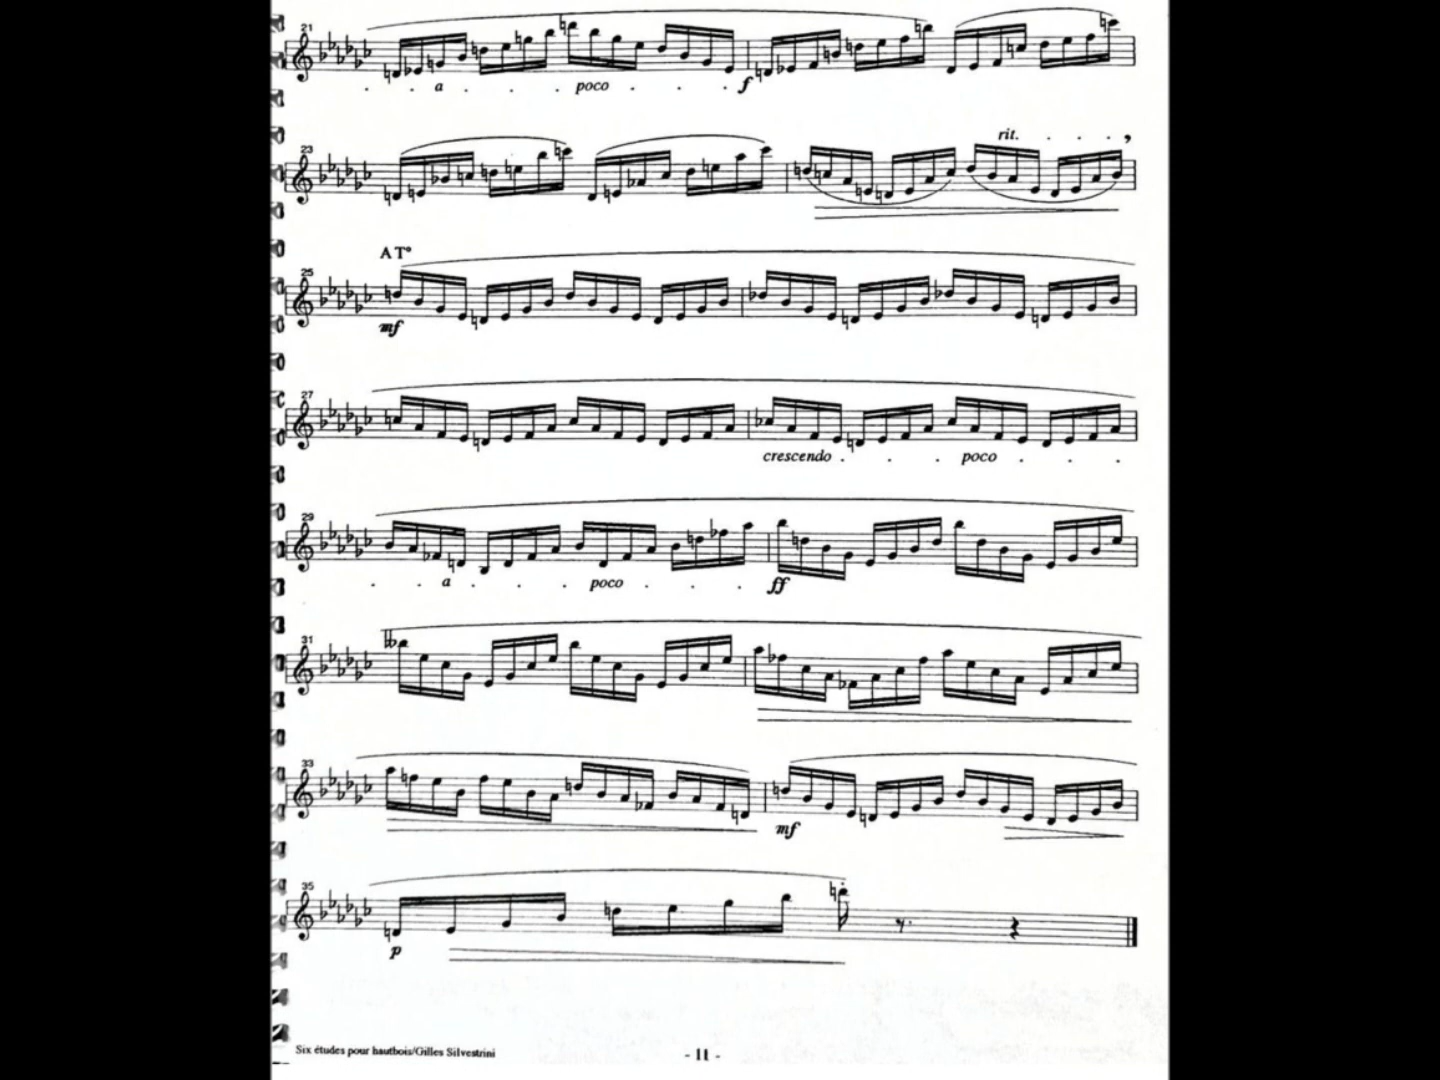 21
a poco f
rit.
23
A T°
25
mf
27
crescendo . . . poco . . .
29
. . a . . . poco . . . ff
31
33
mf
35
p
Six études pour hautbois/Gilles Silvestrini
- 11 -